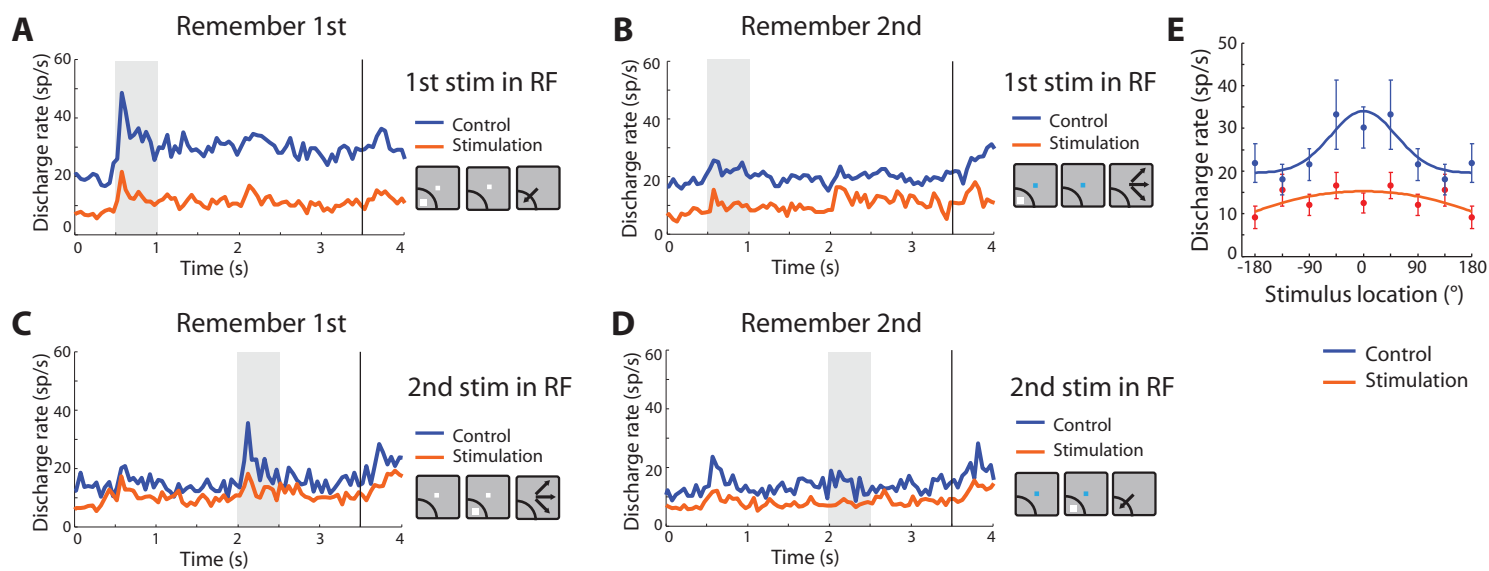 A
Remember 1st
Discharge rate (sp/s)
60
40
20
0
0
1
2
3
4
Time (s)
1st stim in RF
Control
Stimulation
B
Remember 2nd
Discharge rate (sp/s)
60
40
20
0
0
1
2
3
4
Time (s)
1st stim in RF
Control
Stimulation
E
Discharge rate (sp/s)
50
40
30
20
10
0
-180
-90
0
90
180
Stimulus location (°)
Control
Stimulation
C
Remember 1st
Discharge rate (sp/s)
60
40
20
0
0
1
2
3
4
Time (s)
2nd stim in RF
Control
Stimulation
D
Remember 2nd
Discharge rate (sp/s)
60
40
20
0
0
1
2
3
4
Time (s)
2nd stim in RF
Control
Stimulation